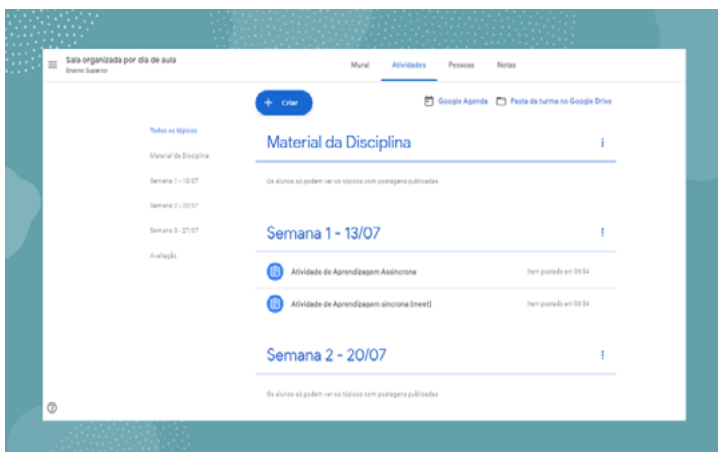 Sala organizada por dia de aula
Ensino Superior
Mural Atividades Pessoas Notas
+ Criar
Google Agenda Pasta da turma no Google Drive
Todos os tópicos
Material da Disciplina
Semana 1 - 13/07
Semana 2 - 20/07
Semana 3 - 27/07
Avaliação
Material da Disciplina
Os alunos só podem ver os tópicos com postagens publicadas
Semana 1 - 13/07
Atividade de Aprendizagem Assíncrona Item postado em 06:54
Atividade de Aprendizagem síncrona (meet) Item postado em 06:54
Semana 2 - 20/07
Os alunos só podem ver os tópicos com postagens publicadas